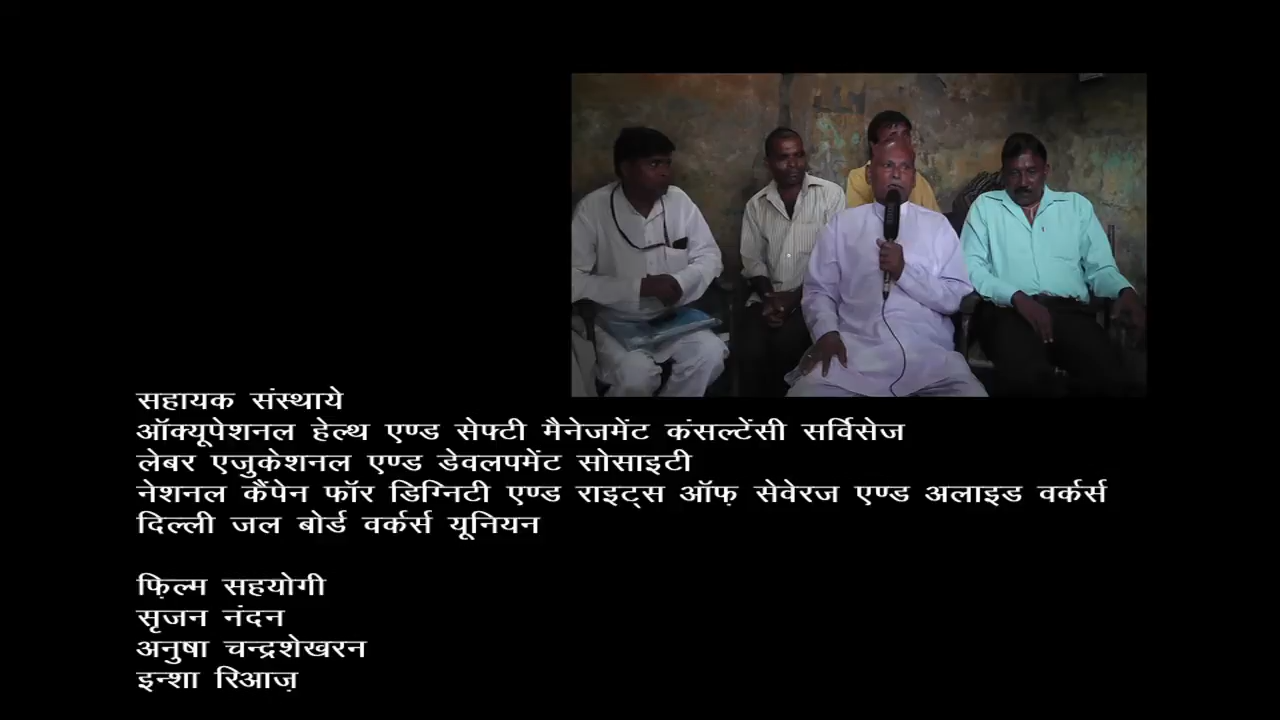 सहायक संस्थाये
ऑक्यूपेशनल हेल्थ एण्ड सेफ्टी मैनेजमेंट कंसल्टेंसी सर्विसेज
लेबर एजुकेशनल एण्ड डेवलपमेंट सोसाइटी
नेशनल कैंपेन फॉर डिग्निटी एण्ड राइट्स ऑफ़ सेवेरज एण्ड अलाइड वर्कर्स
दिल्ली जल बोर्ड वर्कर्स यूनियन
फ़िल्म सहयोगी
सृजन नंदन
अनुषा चन्द्रशेखरन
इन्शा रिआज़